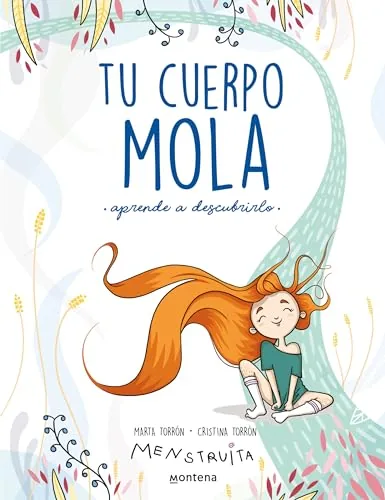 TU CUERPO
MOLA
• aprende a descubrirlo •
MARTA TORRÓN • CRISTINA TORRÓN
MENSTRUITA
montena